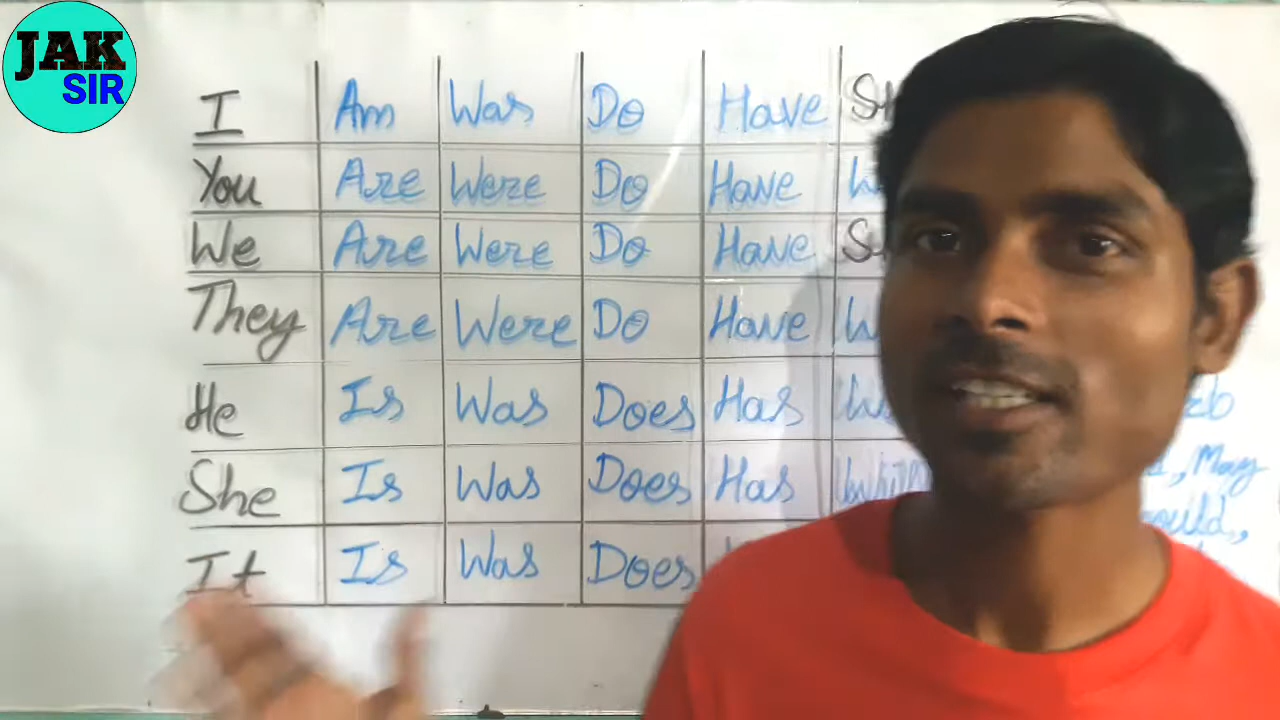 JAK
SIR
I Am Was Do Have
You Are Were Do Have
We Are Were Do Have
They Are Were Do Have
He Is Was Does Has
She Is Was Does Has
, May
It Is Was Does